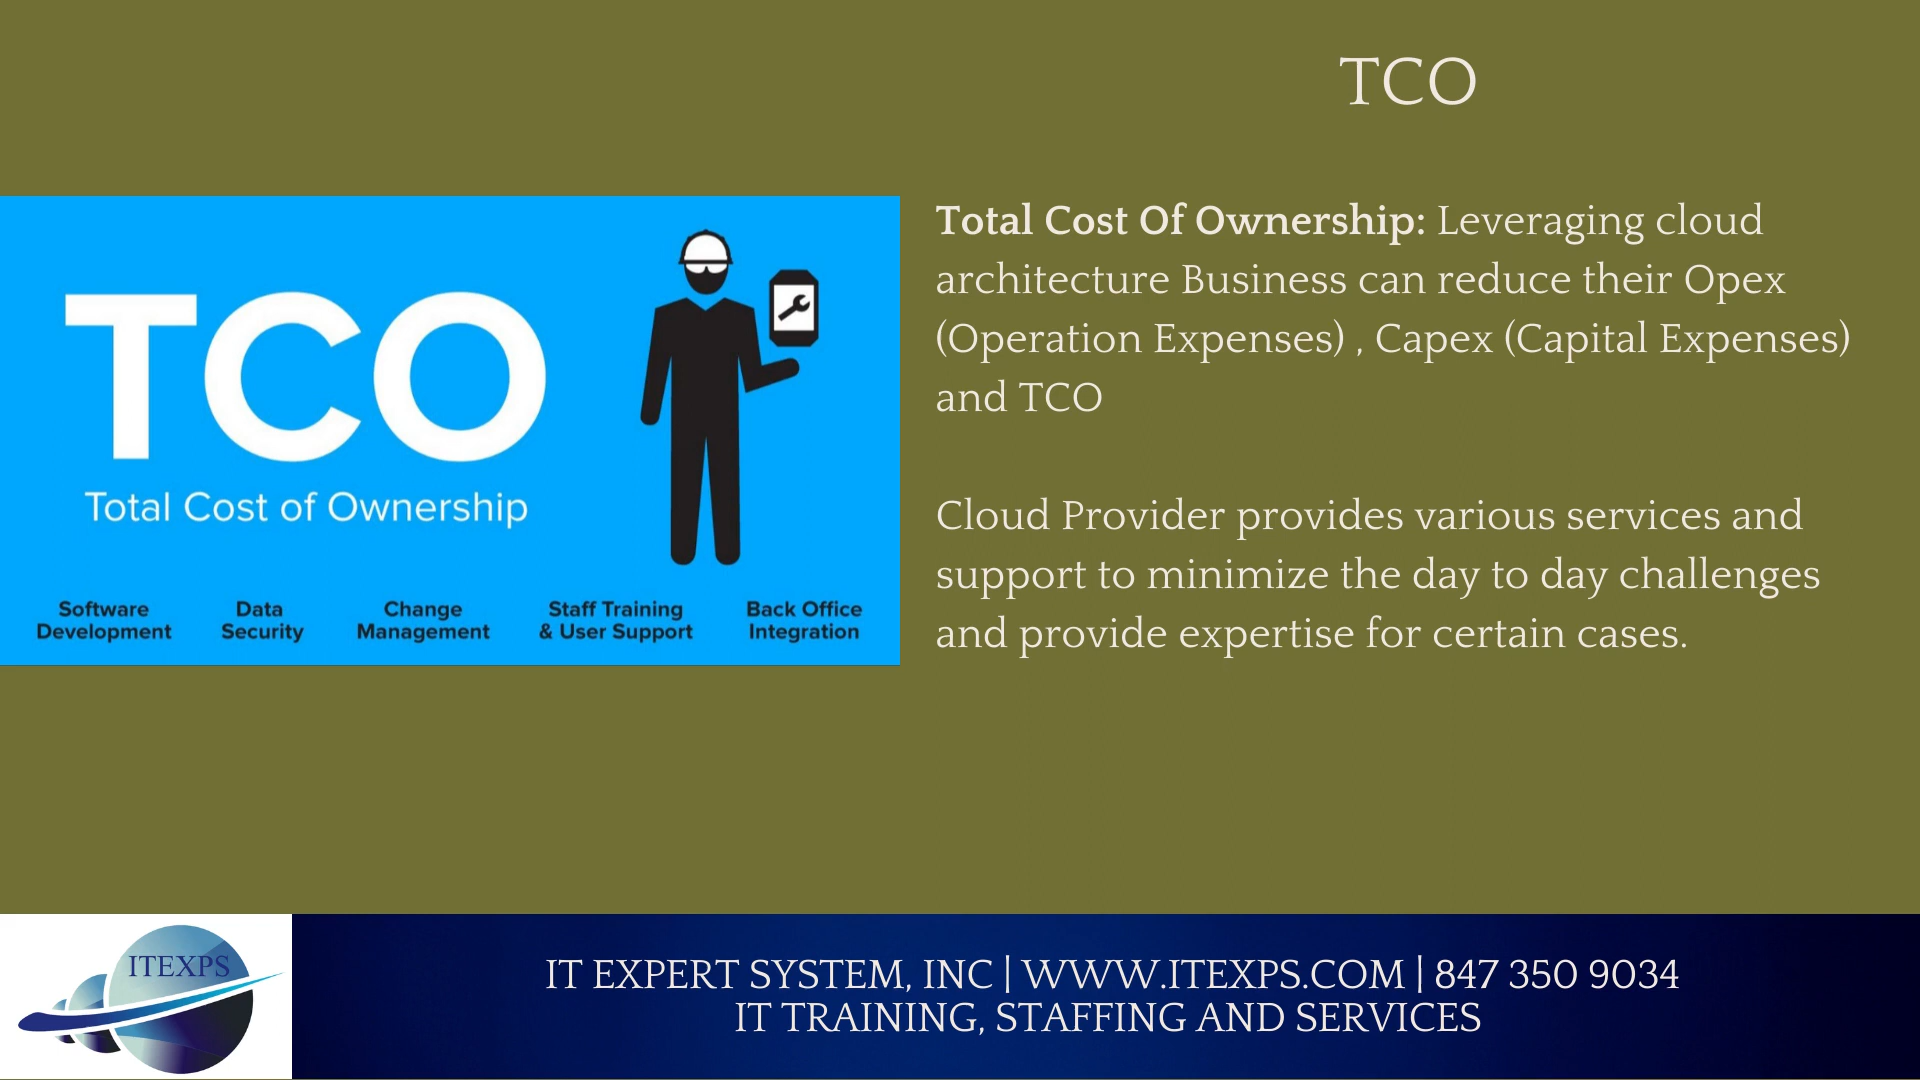 TCO
TCO
Total Cost of Ownership
Software
Development
Data
Security
Change
Management
Staff Training
& User Support
Back Office
Integration
Total Cost Of Ownership: Leveraging cloud
architecture Business can reduce their Opex
(Operation Expenses) , Capex (Capital Expenses)
and TCO
Cloud Provider provides various services and
support to minimize the day to day challenges
and provide expertise for certain cases.
ITEXPS
IT EXPERT SYSTEM, INC | WWW.ITEXPS.COM | 847 350 9034
IT TRAINING, STAFFING AND SERVICES